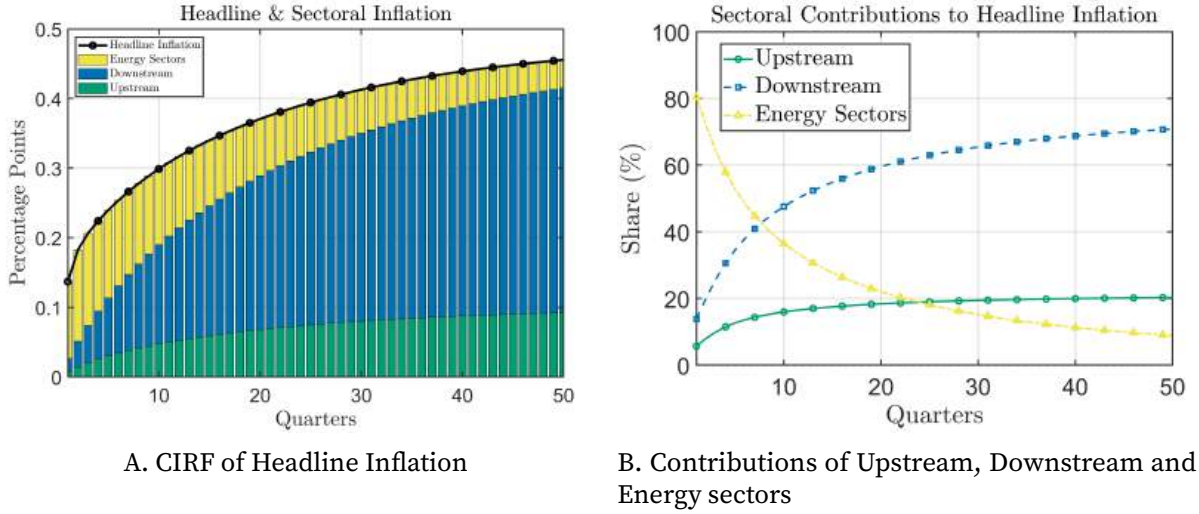 Headline & Sectoral Inflation
Percentage Points
0.5
0.4
0.3
0.2
0.1
0
Headline Inflation
Energy Sectors
Downstream
Upstream
10 20 30 40 50
Quarters
A. CIRF of Headline Inflation
Sectoral Contributions to Headline Inflation
Share (%)
100
80
60
40
20
0
Upstream
Downstream
Energy Sectors
10 20 30 40 50
Quarters
B. Contributions of Upstream, Downstream and
Energy sectors